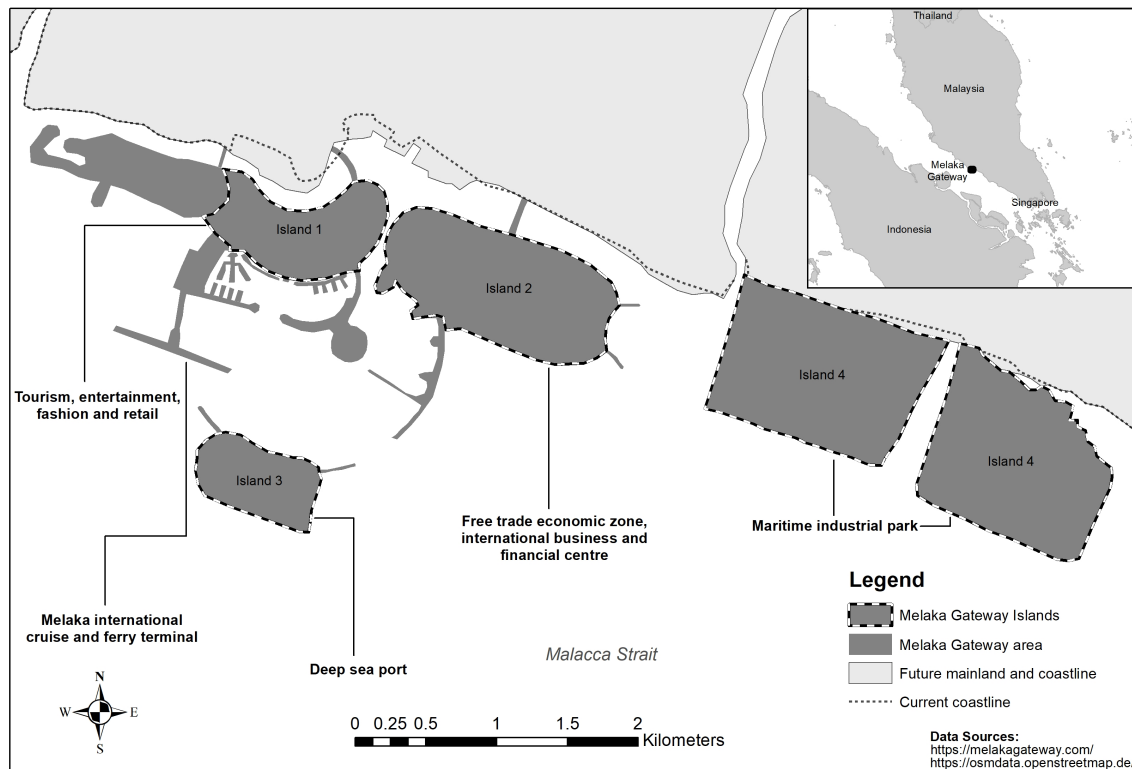 Thailand
Malaysia
Melaka
Gateway
Singapore
Indonesia
Island 1
Island 2
Island 4
Island 4
Island 3
Tourism, entertainment,
fashion and retail
Free trade economic zone,
international business and
financial centre
Maritime industrial park
Melaka international
cruise and ferry terminal
Deep sea port
Malacca Strait
Legend
Melaka Gateway Islands
Melaka Gateway area
Future mainland and coastline
Current coastline
N
W
E
S
0 0.25 0.5 1 1.5 2
Kilometers
Data Sources:
https://melakagateway.com/
https://osmdata.openstreetmap.de/